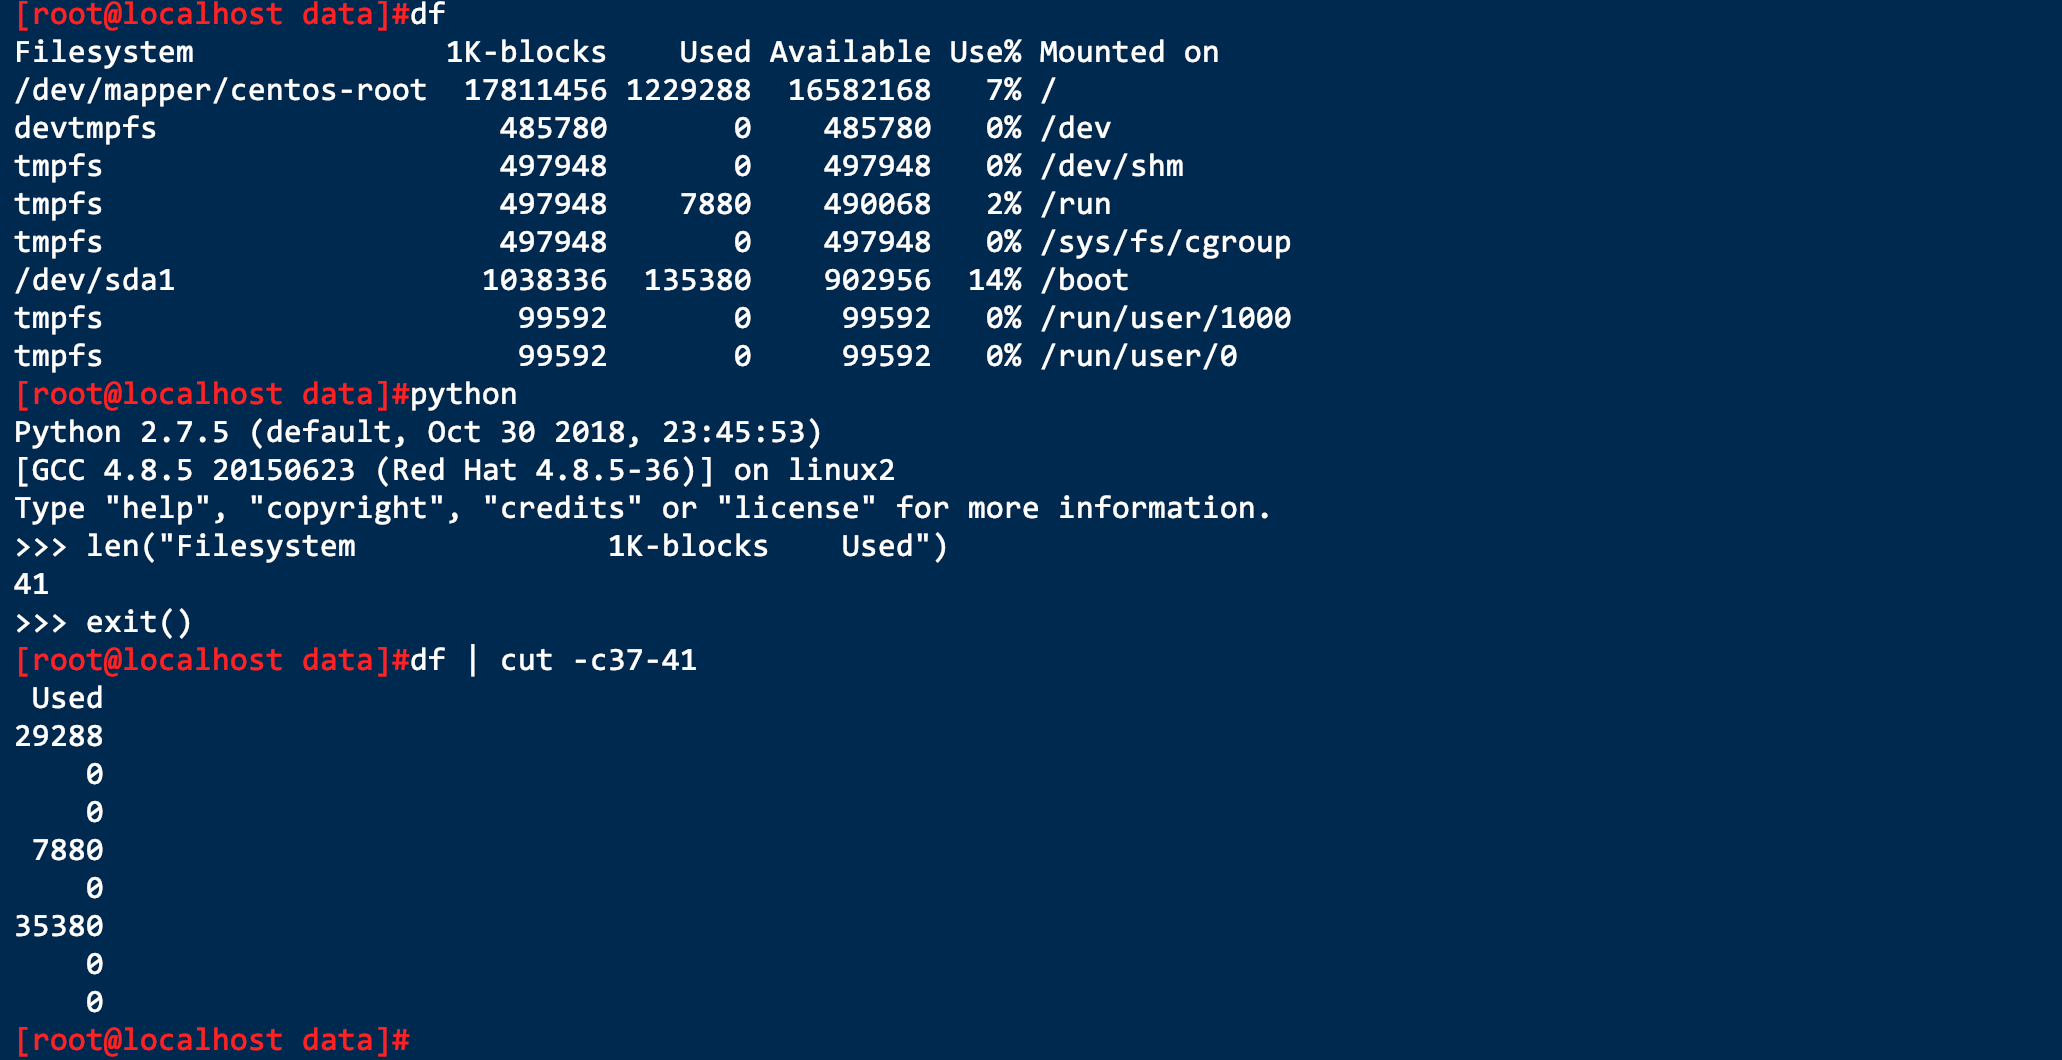 [root@localhost data]#df
Filesystem              1K-blocks    Used Available Use% Mounted on
/dev/mapper/centos-root  17811456 1229288  16582168   7% /
devtmpfs                   485780       0    485780   0% /dev
tmpfs                      497948       0    497948   0% /dev/shm
tmpfs                      497948    7880    490068   2% /run
tmpfs                      497948       0    497948   0% /sys/fs/cgroup
/dev/sda1                 1038336  135380    902956  14% /boot
tmpfs                       99592       0     99592   0% /run/user/1000
tmpfs                       99592       0     99592   0% /run/user/0
[root@localhost data]#python
Python 2.7.5 (default, Oct 30 2018, 23:45:53)
[GCC 4.8.5 20150623 (Red Hat 4.8.5-36)] on linux2
Type "help", "copyright", "credits" or "license" for more information.
>>> len("Filesystem              1K-blocks    Used")
41
>>> exit()
[root@localhost data]#df | cut -c37-41
 Used
29288
    0
    0
 7880
    0
35380
    0
    0
[root@localhost data]#